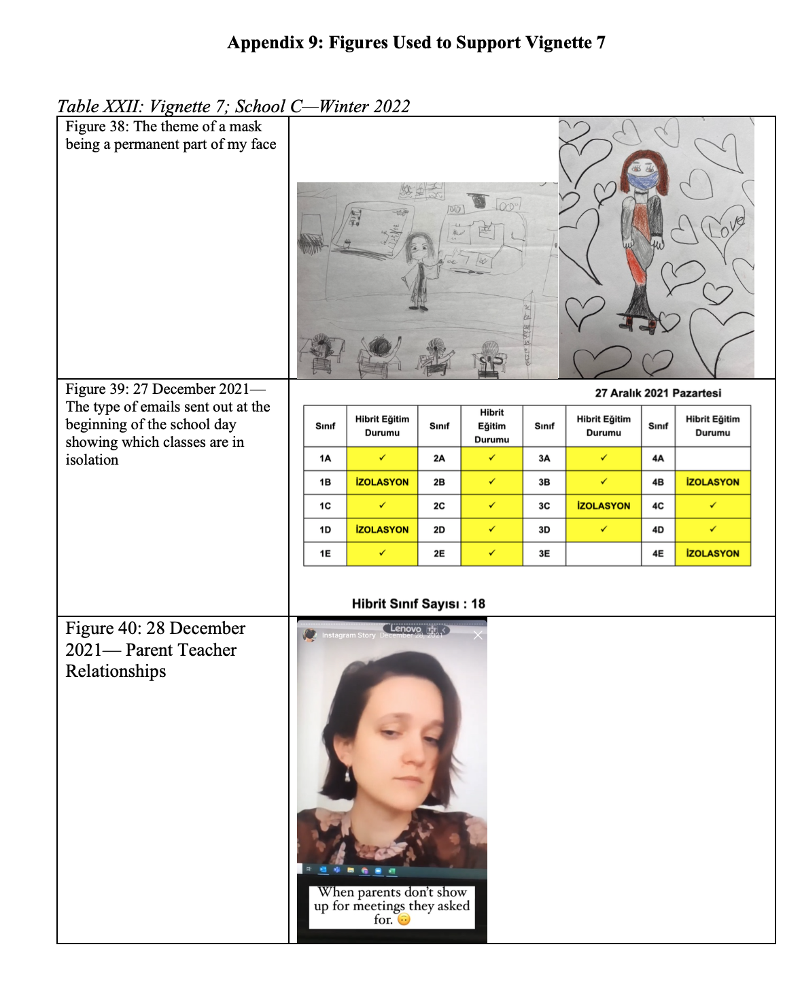 Appendix 9: Figures Used to Support Vignette 7
Table XXII: Vignette 7; School C—Winter 2022
Figure 38: The theme of a mask
being a permanent part of my face
LOVE
Figure 39: 27 December 2021—
The type of emails sent out at the
beginning of the school day
showing which classes are in
isolation
27 Aralık 2021 Pazartesi
Sınıf Hibrit Eğitim Durumu Sınıf Hibrit Eğitim Durumu Sınıf Hibrit Eğitim Durumu Sınıf Hibrit Eğitim Durumu
1A ✓ 2A ✓ 3A ✓ 4A
1B İZOLASYON 2B ✓ 3B ✓ 4B İZOLASYON
1C ✓ 2C ✓ 3C İZOLASYON 4C ✓
1D İZOLASYON 2D ✓ 3D ✓ 4D ✓
1E ✓ 2E ✓ 3E 4E İZOLASYON
Hibrit Sınıf Sayısı : 18
Figure 40: 28 December
2021— Parent Teacher
Relationships
Lenovo
Instagram Story December 28, 2021
When parents don't show
up for meetings they asked
for. 🙃